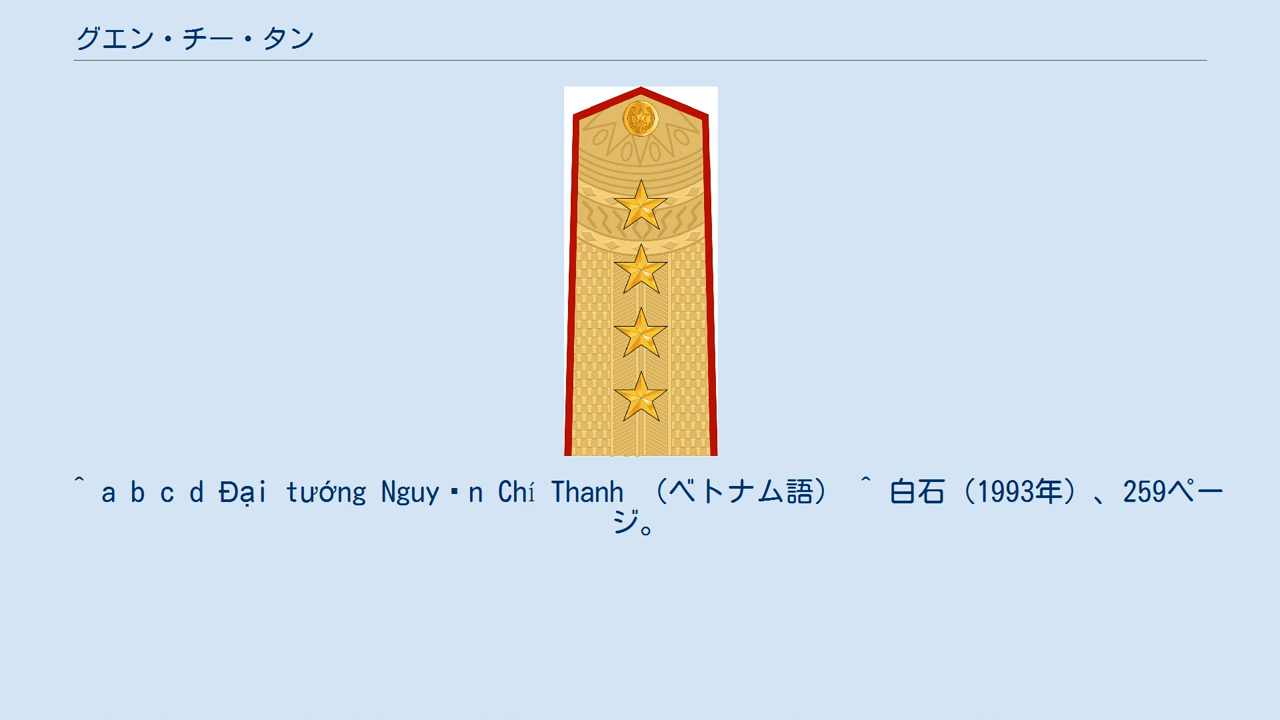 グエン・チー・タン
^ a b c d Đại tướng Nguy▪n Chí Thanh （ベトナム語） ^ 白石（1993年）、259ペー
ジ。